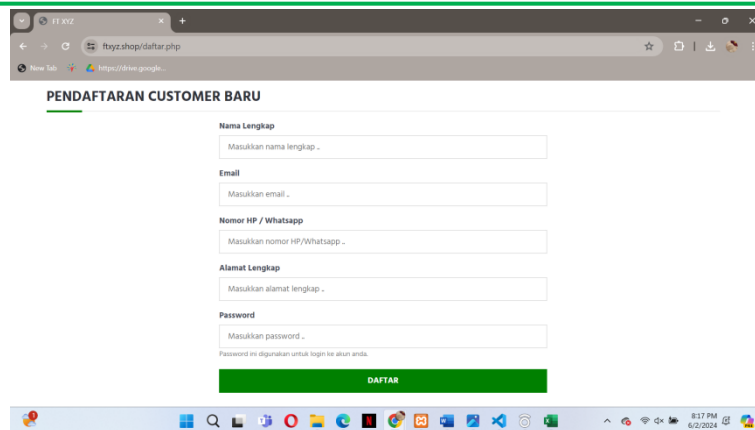 FT XYZ
ftxyz.shop/daftar.php
New Tab
https://drive.google...
PENDAFTARAN CUSTOMER BARU
Nama Lengkap
Masukkan nama lengkap ..
Email
Masukkan email ..
Nomor HP / Whatsapp
Masukkan nomor HP/Whatsapp ..
Alamat Lengkap
Masukkan alamat lengkap ..
Password
Masukkan password ..
Password ini digunakan untuk login ke akun anda.
DAFTAR
8:17 PM
6/2/2024